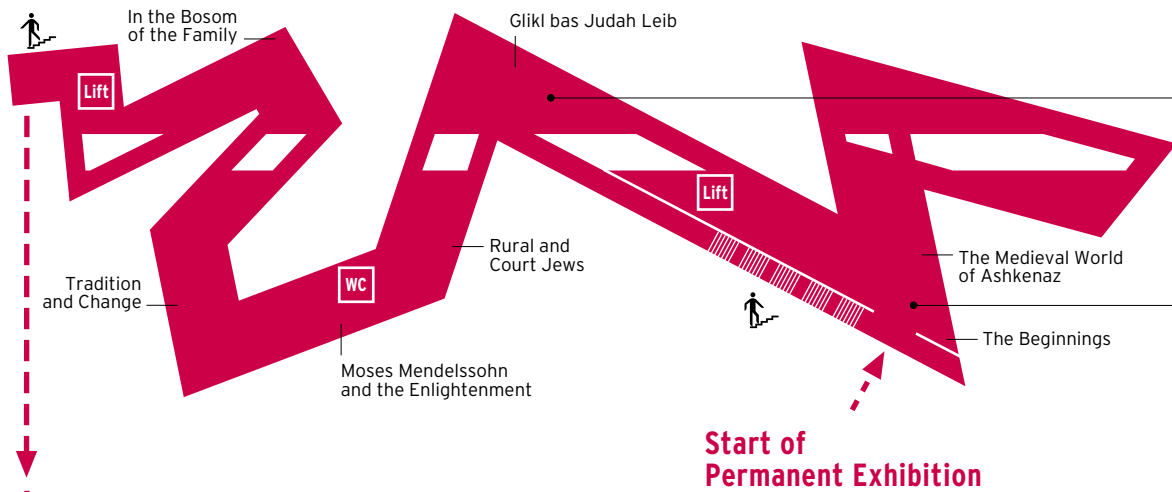 In the Bosom
of the Family
Glikl bas Judah Leib
Lift
Lift
Rural and
Court Jews
The Medieval World
of Ashkenaz
Tradition
and Change
WC
The Beginnings
Moses Mendelssohn
and the Enlightenment
Start of
Permanent Exhibition